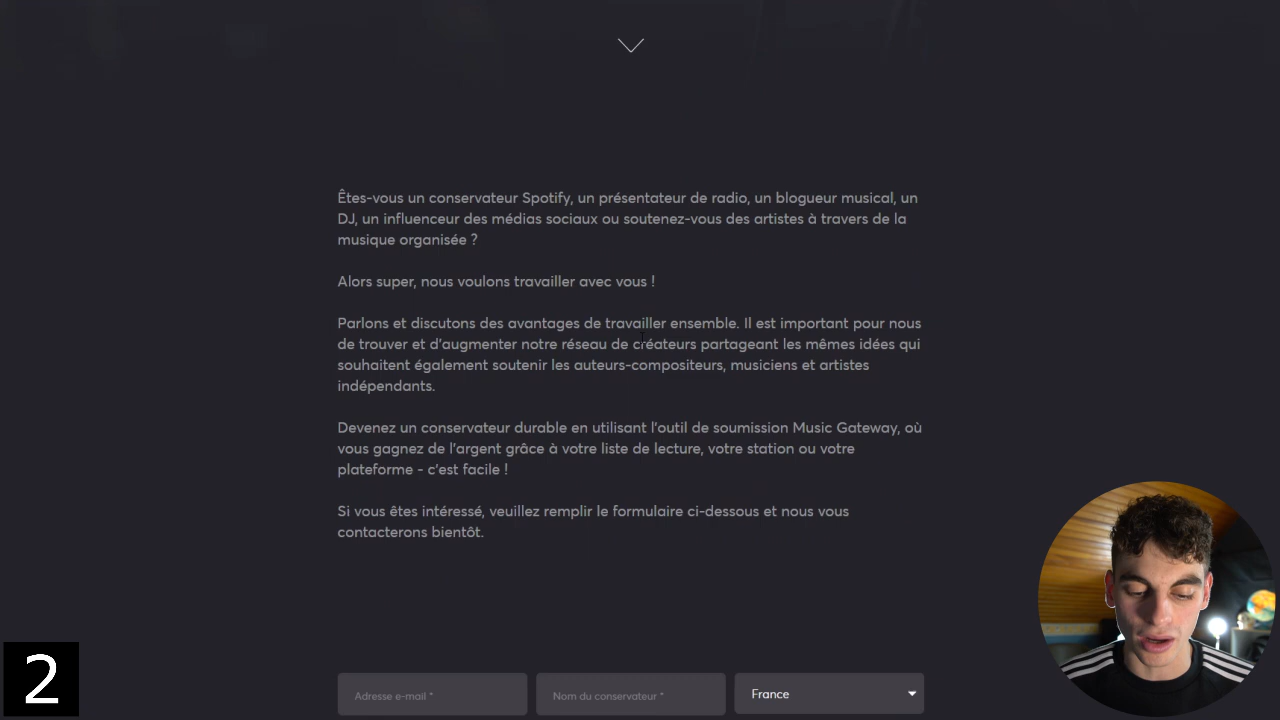 Êtes-vous un conservateur Spotify, un présentateur de radio, un blogueur musical, un
DJ, un influenceur des médias sociaux ou soutenez-vous des artistes à travers de la
musique organisée ?
Alors super, nous voulons travailler avec vous !
Parlons et discutons des avantages de travailler ensemble. Il est important pour nous
de trouver et d'augmenter notre réseau de créateurs partageant les mêmes idées qui
souhaitent également soutenir les auteurs-compositeurs, musiciens et artistes
indépendants.
Devenez un conservateur durable en utilisant l'outil de soumission Music Gateway, où
vous gagnez de l'argent grâce à votre liste de lecture, votre station ou votre
plateforme - c'est facile !
Si vous êtes intéressé, veuillez remplir le formulaire ci-dessous et nous vous
contacterons bientôt.
Adresse e-mail * Nom du conservateur * France
2